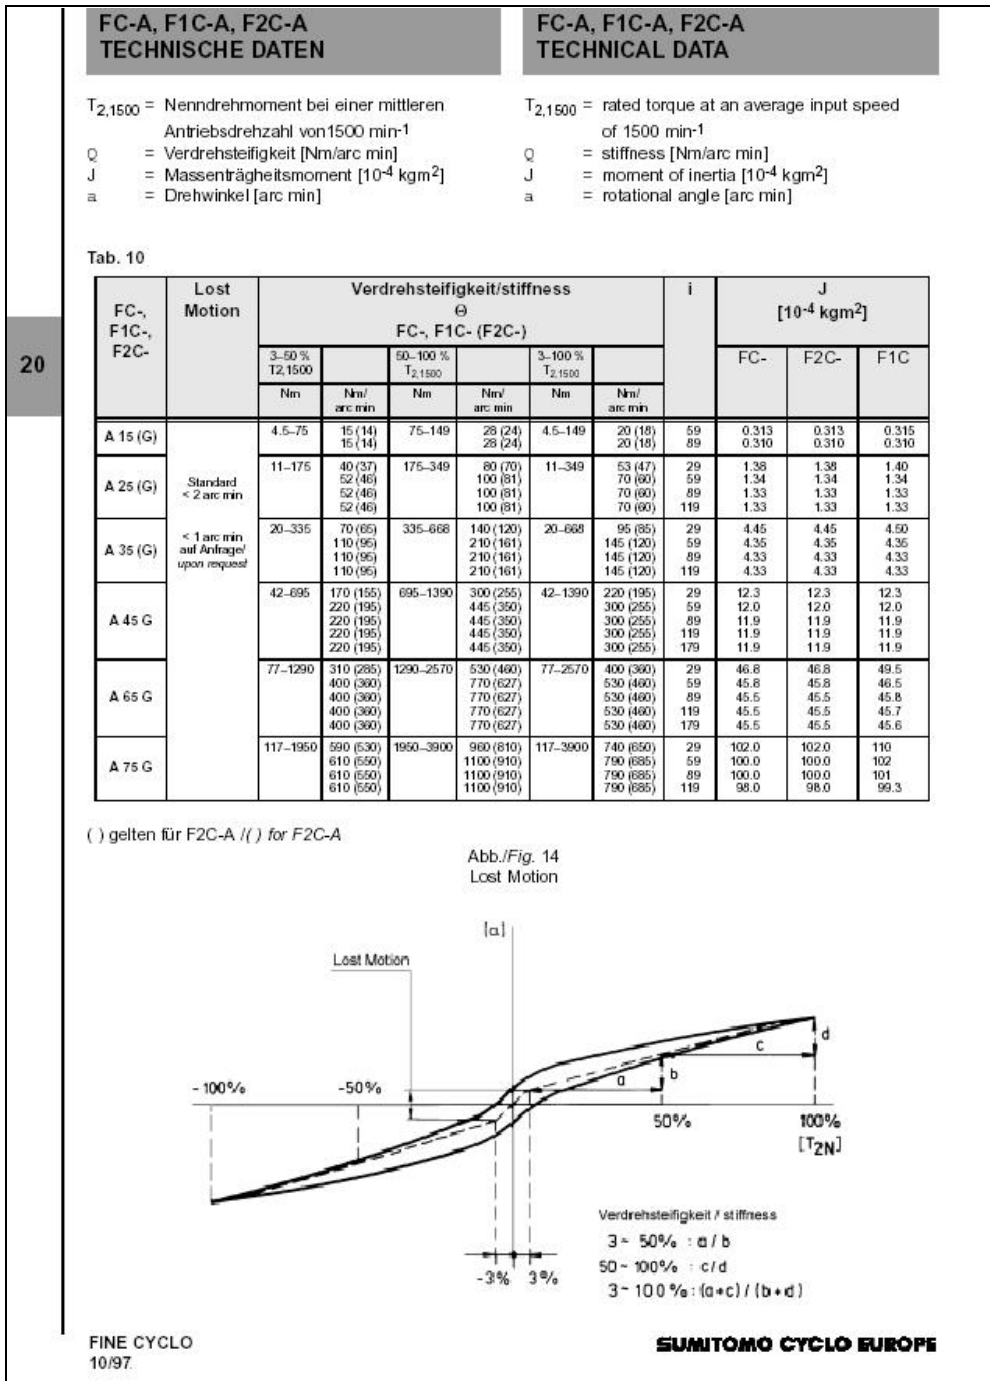 FC-A, F1C-A, F2C-A
TECHNISCHE DATEN
FC-A, F1C-A, F2C-A
TECHNICAL DATA
T2,1500 = Nenndrehmoment bei einer mittleren
Antriebsdrehzahl von1500 min-1
Q = Verdrehsteifigkeit [Nm/arc min]
J = Massenträgheitsmoment [10-4 kgm2]
a = Drehwinkel [arc min]
T2,1500 = rated torque at an average input speed
of 1500 min-1
Q = stiffness [Nm/arc min]
J = moment of inertia [10-4 kgm2]
a = rotational angle [arc min]
20
Tab. 10
FC-, F1C-, F2C-
Lost Motion
Verdrehsteifigkeit/stiffness
Θ
FC-, F1C- (F2C-)
i
J
[10-4 kgm2]
3–50 % T2,1500
50–100 % T2,1500
3–100 % T2,1500
FC- F2C- F1C
Nm Nm/arc min Nm Nm/arc min Nm Nm/arc min
Standard
< 2 arc min
< 1 arc min
auf Anfrage/
upon request
A 15 (G)
4.5–75 15 (14) 75–149 28 (24) 4.5–149 20 (18) 59 0.313 0.313 0.315
15 (14) 28 (24) 20 (18) 89 0.310 0.310 0.310
A 25 (G)
11–175 40 (37) 175–349 80 (70) 11–349 53 (47) 29 1.38 1.38 1.40
52 (46) 100 (81) 70 (60) 59 1.34 1.34 1.34
52 (46) 100 (81) 70 (60) 89 1.33 1.33 1.33
52 (46) 100 (81) 70 (60) 119 1.33 1.33 1.33
A 35 (G)
20–335 70 (65) 335–668 140 (120) 20–668 95 (85) 29 4.45 4.45 4.50
110 (95) 210 (161) 145 (120) 59 4.35 4.35 4.35
110 (95) 210 (161) 145 (120) 89 4.33 4.33 4.33
110 (95) 210 (161) 145 (120) 119 4.33 4.33 4.33
A 45 G
42–695 170 (155) 695–1390 300 (255) 42–1390 220 (195) 29 12.3 12.3 12.3
220 (195) 445 (350) 300 (255) 59 12.0 12.0 12.0
220 (195) 445 (350) 300 (255) 89 11.9 11.9 11.9
220 (195) 445 (350) 300 (255) 119 11.9 11.9 11.9
220 (195) 445 (350) 300 (255) 179 11.9 11.9 11.9
A 65 G
77–1290 310 (285) 1290–2570 530 (460) 77–2570 400 (360) 29 46.8 46.8 49.5
400 (360) 770 (627) 530 (460) 59 45.8 45.8 46.5
400 (360) 770 (627) 530 (460) 89 45.5 45.5 45.8
400 (360) 770 (627) 530 (460) 119 45.5 45.5 45.7
400 (360) 770 (627) 530 (460) 179 45.5 45.5 45.6
A 75 G
117–1950 590 (530) 1950–3900 960 (810) 117–3900 740 (650) 29 102.0 102.0 110
610 (550) 1100 (910) 790 (685) 59 100.0 100.0 102
610 (550) 1100 (910) 790 (685) 89 100.0 100.0 101
610 (550) 1100 (910) 790 (685) 119 98.0 98.0 99.3
( ) gelten für F2C-A /( ) for F2C-A
Abb./Fig. 14
Lost Motion
[α]
Lost Motion
d
c
b
a
-100% -50%
50% 100%
[T2N]
-3% 3%
Verdrehsteifigkeit / stiffness
3 ~ 50% : a / b
50 ~ 100% : c/d
3 ~ 100 % : (a+c) / (b+d)
FINE CYCLO
10/97
SUMITOMO CYCLO EUROPE